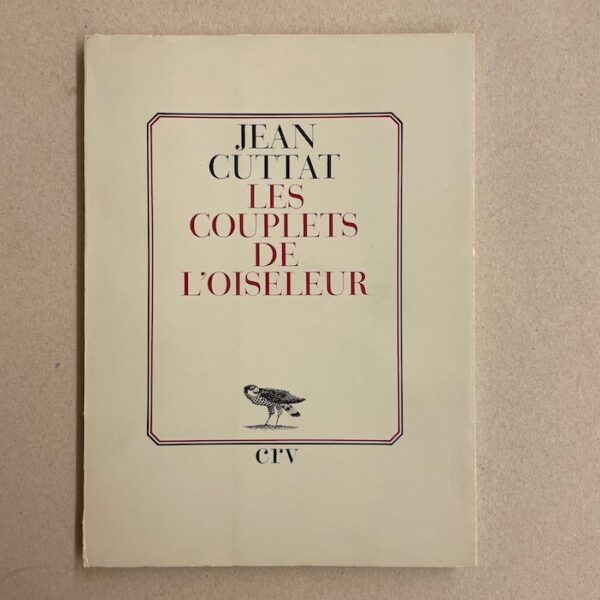 JEAN
CUTTAT
LES
COUPLETS
DE
L'OISELEUR
crv